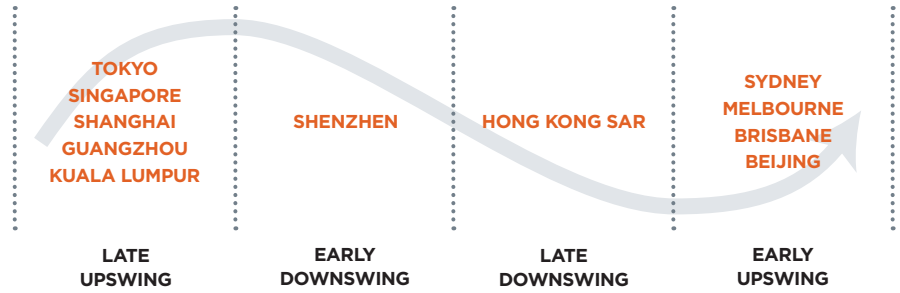 TOKYO
SINGAPORE
SHANGHAI
GUANGZHOU
KUALA LUMPUR
SHENZHEN
HONG KONG SAR
SYDNEY
MELBOURNE
BRISBANE
BEIJING
LATE
UPSWING
EARLY
DOWNSWING
LATE
DOWNSWING
EARLY
UPSWING